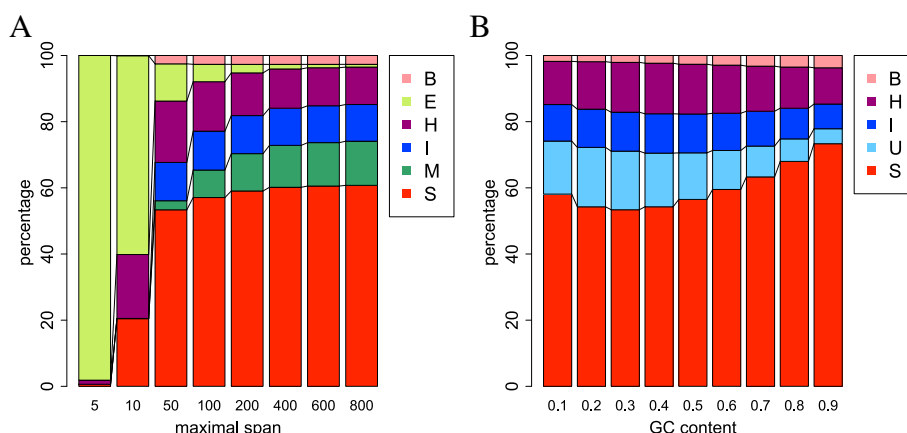 A
percentage
0 20 40 60 80 100
5 10 50 100 200 400 600 800
maximal span
B
E
H
I
M
S
B
percentage
0 20 40 60 80 100
0.1 0.2 0.3 0.4 0.5 0.6 0.7 0.8 0.9
GC content
B
H
I
U
S